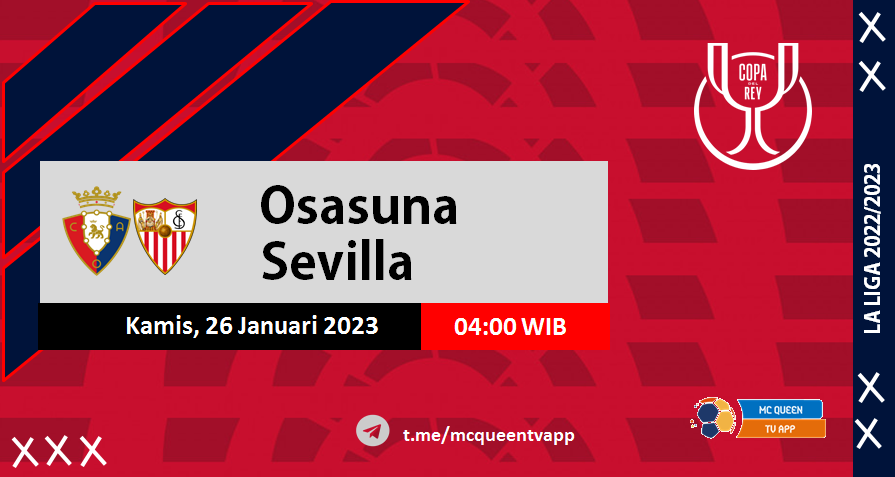 COPA
DEL
REY
Osasuna
Sevilla
Kamis, 26 Januari 2023
04:00 WIB
LA LIGA 2022/2023
MC QUEEN
TV APP
t.me/mcqueentvapp